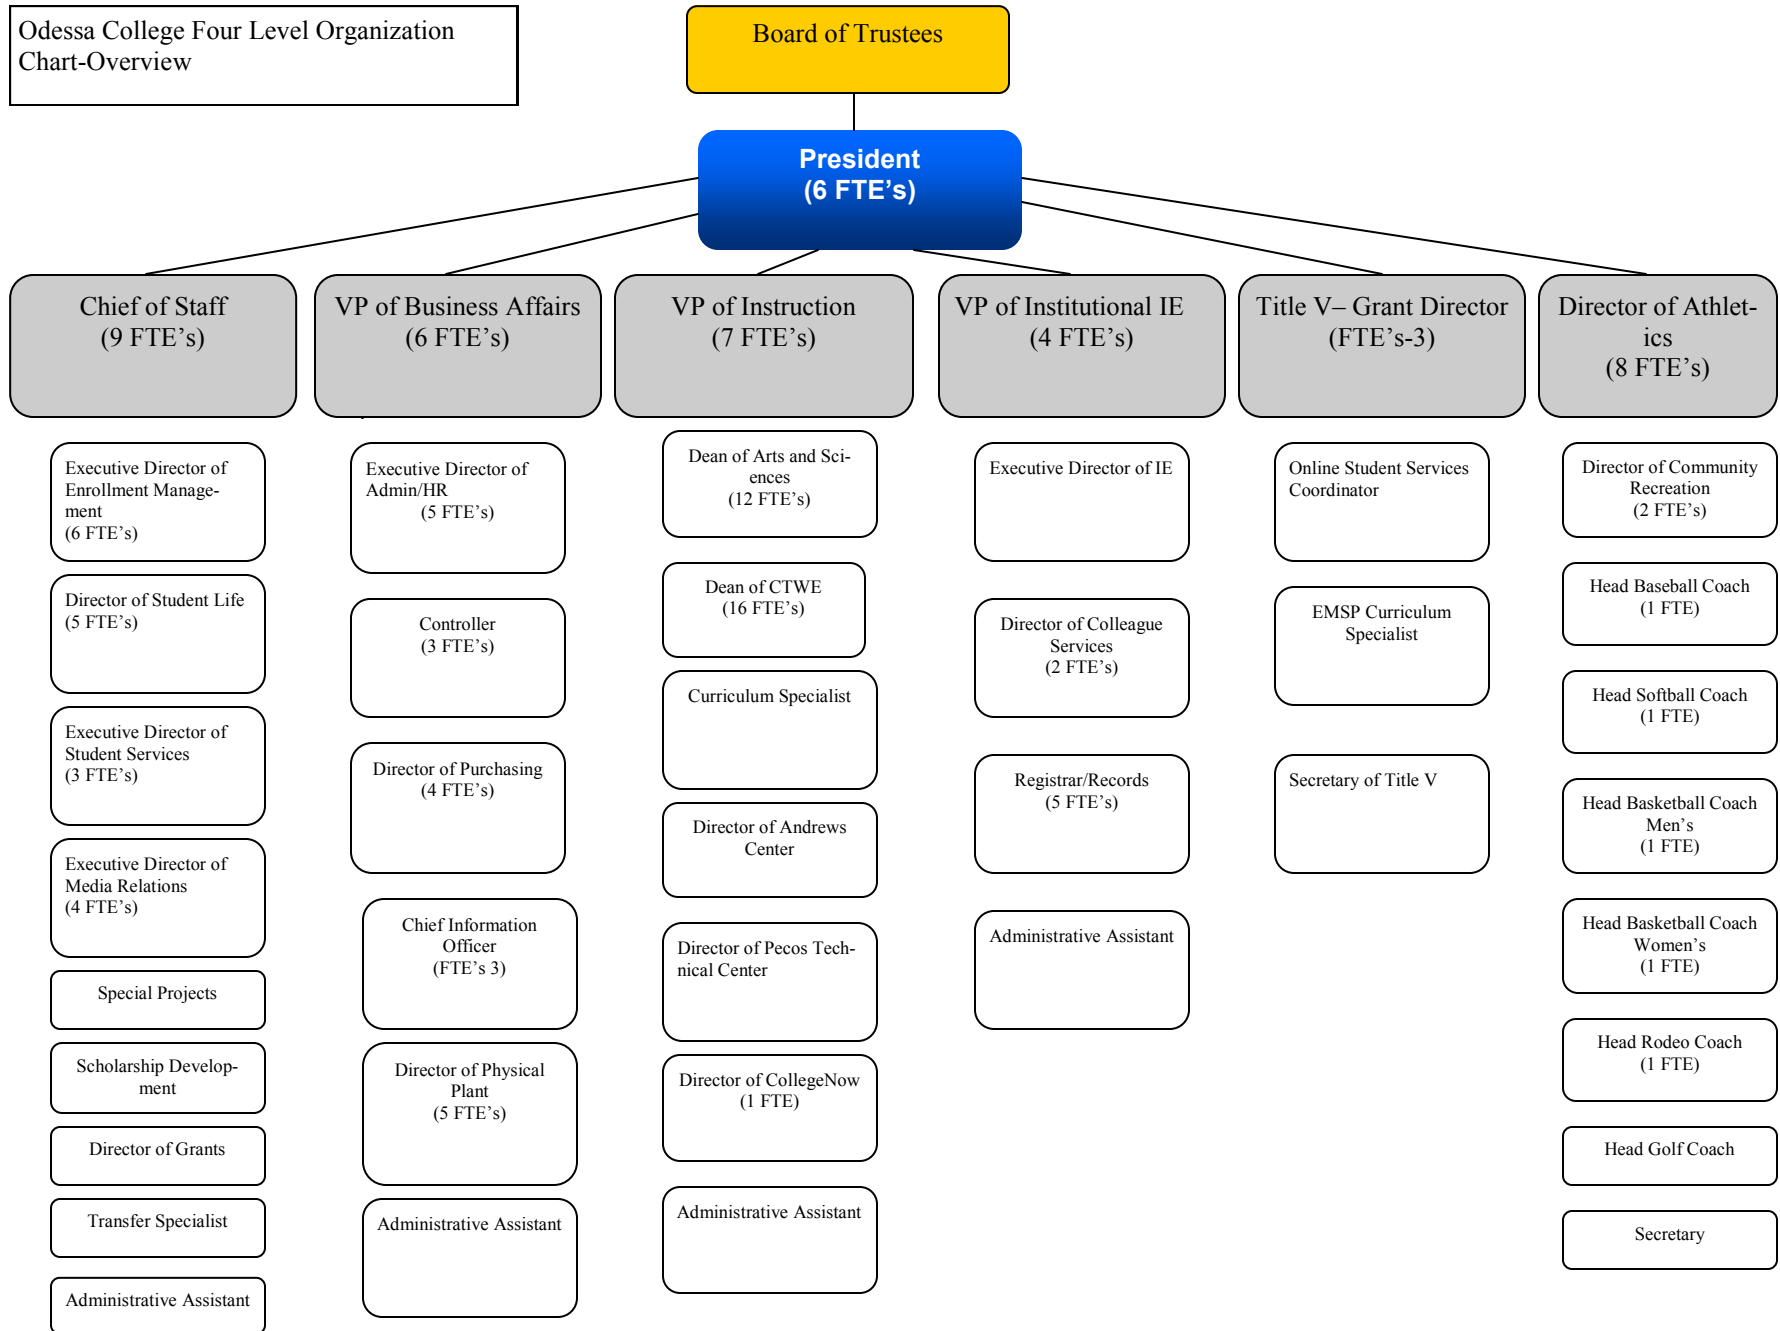 Odessa College Four Level Organization
Chart-Overview
Board of Trustees
President
(6 FTE’s)
Chief of Staff
(9 FTE’s)
VP of Business Affairs
(6 FTE’s)
VP of Instruction
(7 FTE’s)
VP of Institutional IE
(4 FTE’s)
Title V– Grant Director
(FTE’s-3)
Director of Athlet-
ics
(8 FTE’s)
Executive Director of
Enrollment Manage-
ment
(6 FTE’s)
Director of Student Life
(5 FTE’s)
Executive Director of
Student Services
(3 FTE’s)
Executive Director of
Media Relations
(4 FTE’s)
Special Projects
Scholarship Develop-
ment
Director of Grants
Transfer Specialist
Administrative Assistant
Executive Director of
Admin/HR
(5 FTE’s)
Controller
(3 FTE’s)
Director of Purchasing
(4 FTE’s)
Chief Information
Officer
(FTE’s 3)
Director of Physical
Plant
(5 FTE’s)
Administrative Assistant
Dean of Arts and Sci-
ences
(12 FTE’s)
Dean of CTWE
(16 FTE’s)
Curriculum Specialist
Director of Andrews
Center
Director of Pecos Tech-
nical Center
Director of CollegeNow
(1 FTE)
Administrative Assistant
Executive Director of IE
Director of Colleague
Services
(2 FTE’s)
Registrar/Records
(5 FTE’s)
Administrative Assistant
Online Student Services
Coordinator
EMSP Curriculum
Specialist
Secretary of Title V
Director of Community
Recreation
(2 FTE’s)
Head Baseball Coach
(1 FTE)
Head Softball Coach
(1 FTE)
Head Basketball Coach
Men’s
(1 FTE)
Head Basketball Coach
Women’s
(1 FTE)
Head Rodeo Coach
(1 FTE)
Head Golf Coach
Secretary